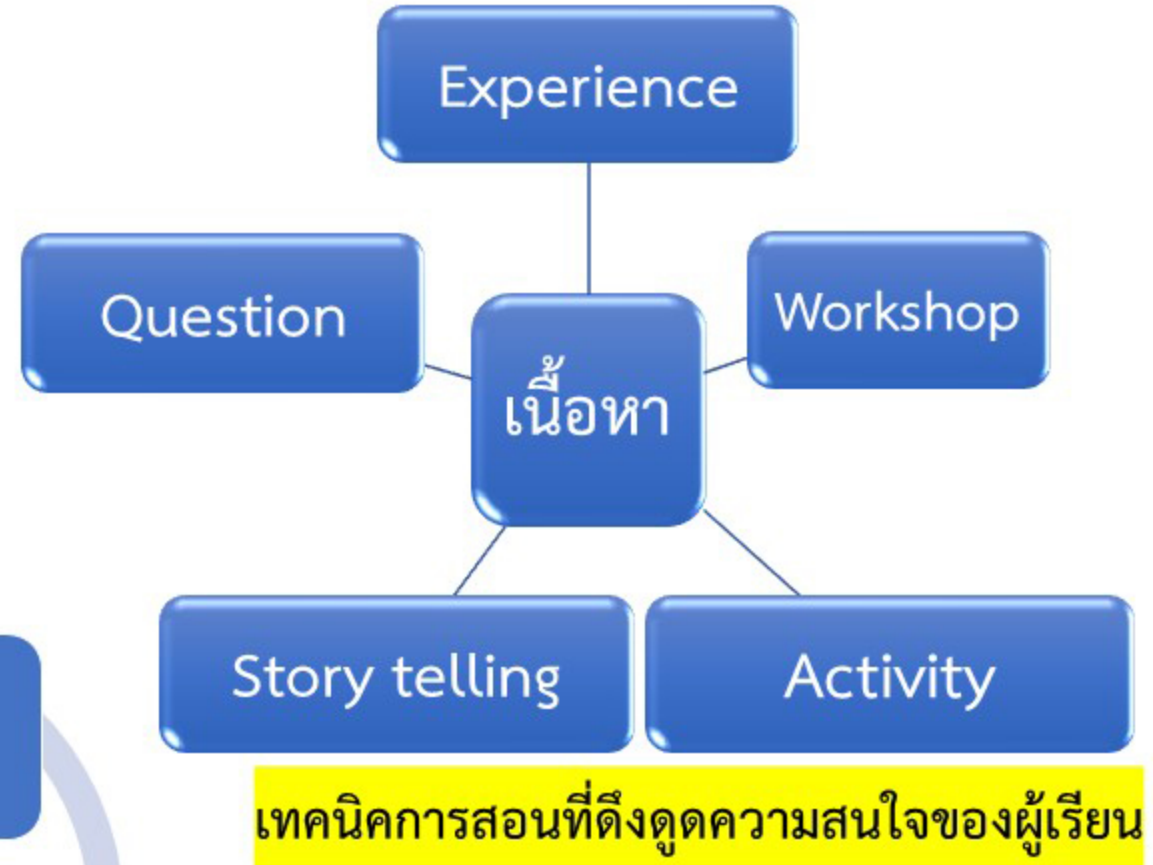 Experience
Question
Workshop
เนื้อหา
Story telling
Activity
เทคนิคการสอนที่ดึงดูดความสนใจของผู้เรียน